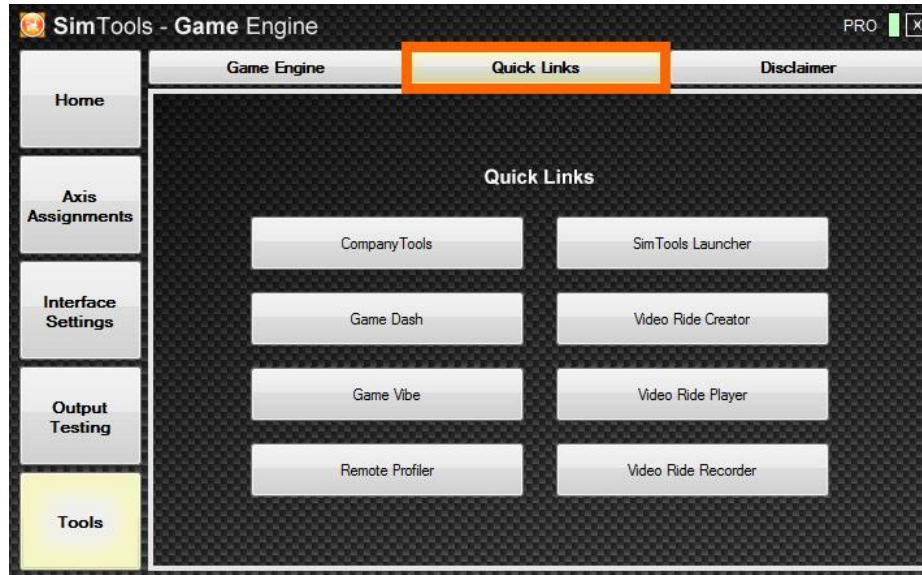 SimTools - Game Engine
PRO
X
Game Engine
Quick Links
Disclaimer
Home
Axis
Assignments
Interface
Settings
Output
Testing
Tools
Quick Links
CompanyTools
SimTools Launcher
Game Dash
Video Ride Creator
Game Vibe
Video Ride Player
Remote Profiler
Video Ride Recorder